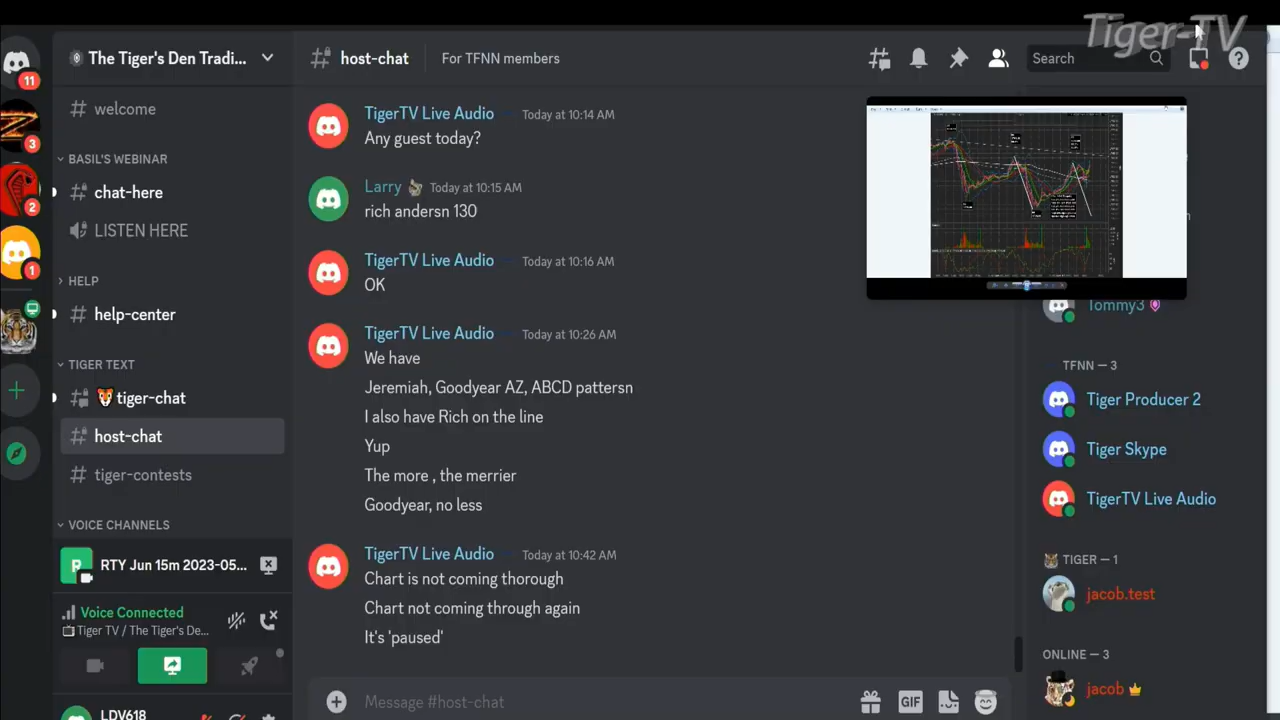 Tiger-TV
The Tiger's Den Tradi...
host-chat
For TFNN members
Search
11
3
2
1
welcome
BASIL'S WEBINAR
chat-here
LISTEN HERE
HELP
help-center
TIGER TEXT
tiger-chat
host-chat
tiger-contests
VOICE CHANNELS
RTY Jun 15m 2023-05...
Voice Connected
Tiger TV / The Tiger's De...
LDV618
TigerTV Live Audio Today at 10:14 AM
Any guest today?
Larry Today at 10:15 AM
rich andersn 130
TigerTV Live Audio Today at 10:16 AM
OK
TigerTV Live Audio Today at 10:26 AM
We have
Jeremiah, Goodyear AZ, ABCD pattersn
I also have Rich on the line
Yup
The more , the merrier
Goodyear, no less
TigerTV Live Audio Today at 10:42 AM
Chart is not coming thorough
Chart not coming through again
It's 'paused'
Message #host-chat
GIF
Tommy3
TFNN — 3
Tiger Producer 2
Tiger Skype
TigerTV Live Audio
TIGER — 1
jacob.test
ONLINE — 3
jacob